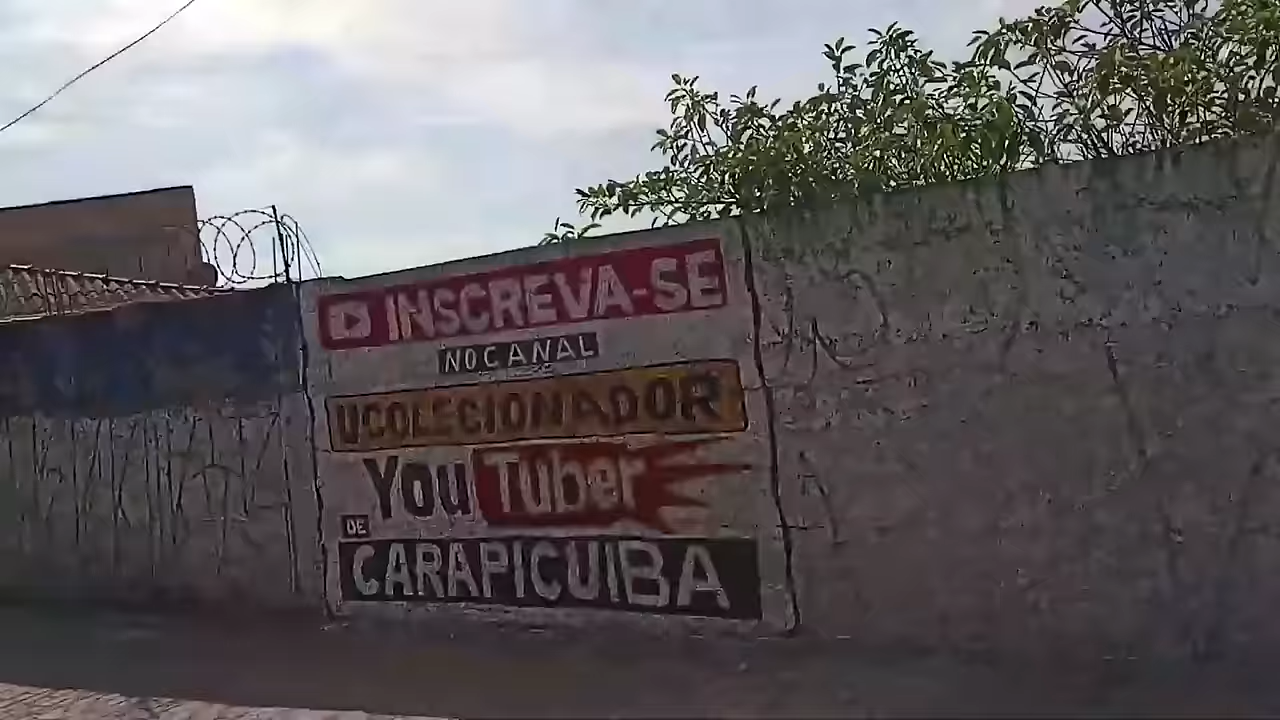 INSCREVA-SE
NO CANAL
UCOLECIONADOR
YouTuber
DE
CARAPICUIBA